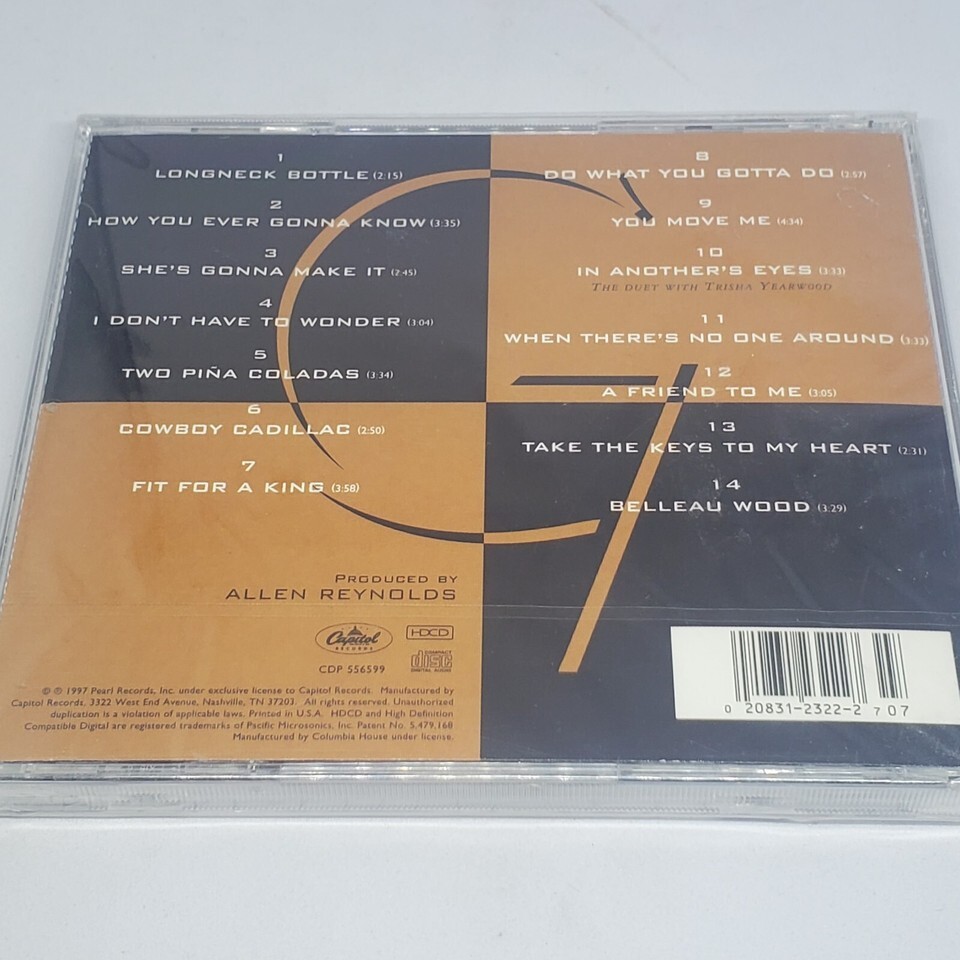 1
LONGNECK BOTTLE (2:15)
2
HOW YOU EVER GONNA KNOW (3:35)
3
SHE'S GONNA MAKE IT (2:45)
4
I DON'T HAVE TO WONDER (3:04)
5
TWO PIÑA COLADAS (3:34)
6
COWBOY CADILLAC (2:50)
7
FIT FOR A KING (3:58)
8
DO WHAT YOU GOTTA DO (2:57)
9
YOU MOVE ME (4:34)
10
IN ANOTHER'S EYES (3:33)
THE DUET WITH TRISHA YEARWOOD
11
WHEN THERE'S NO ONE AROUND (3:33)
12
A FRIEND TO ME (3:05)
13
TAKE THE KEYS TO MY HEART (2:31)
14
BELLEAU WOOD (3:29)
G7
PRODUCED BY
ALLEN REYNOLDS
Capitol
RECORDS
HDCD
COMPACT
disc
DIGITAL AUDIO
CDP 556599
© ℗ 1997 Pearl Records, Inc. under exclusive license to Capitol Records. Manufactured by
Capitol Records, 3322 West End Avenue, Nashville, TN 37203. All rights reserved. Unauthorized
duplication is a violation of applicable laws. Printed in U.S.A. HDCD and High Definition
Compatible Digital are registered trademarks of Pacific Microsonics, Inc. Patent No. 5,479,168
Manufactured by Columbia House under license.
0 20831-2322-2 7 07